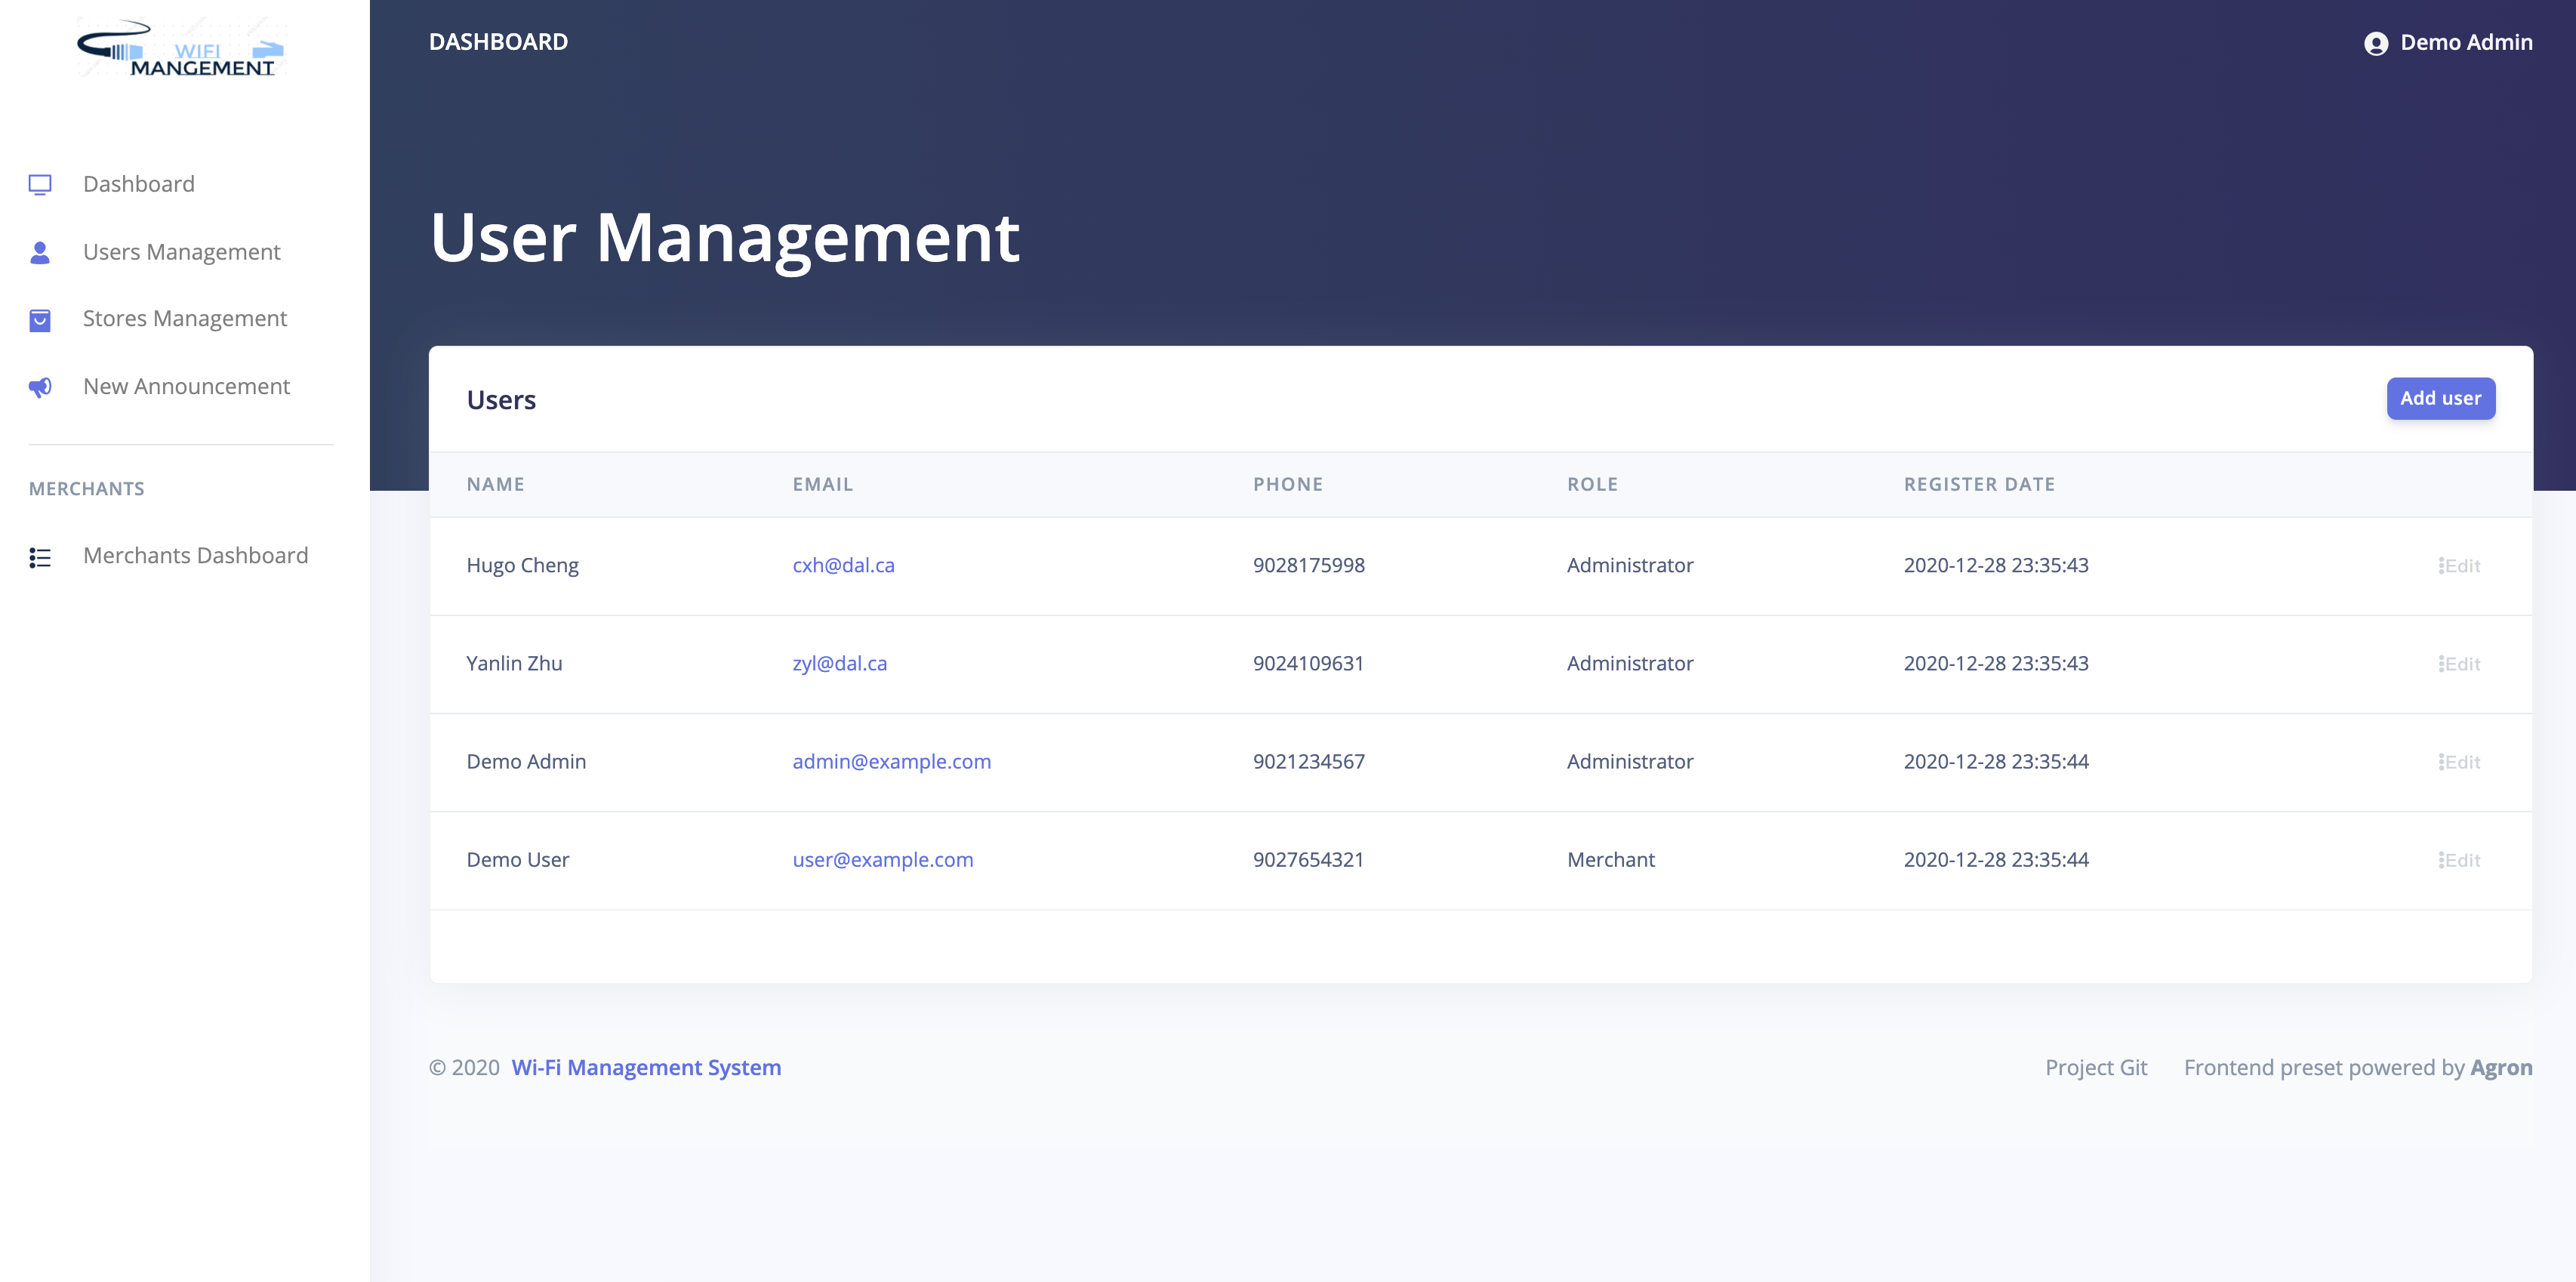 WIFI
MANGEMENT
DASHBOARD
Demo Admin
Dashboard
Users Management
Stores Management
New Announcement
MERCHANTS
Merchants Dashboard
User Management
Users
Add user
NAME EMAIL PHONE ROLE REGISTER DATE
Hugo Cheng cxh@dal.ca 9028175998 Administrator 2020-12-28 23:35:43 Edit
Yanlin Zhu zyl@dal.ca 9024109631 Administrator 2020-12-28 23:35:43 Edit
Demo Admin admin@example.com 9021234567 Administrator 2020-12-28 23:35:44 Edit
Demo User user@example.com 9027654321 Merchant 2020-12-28 23:35:44 Edit
© 2020 Wi-Fi Management System
Project Git Frontend preset powered by Agron